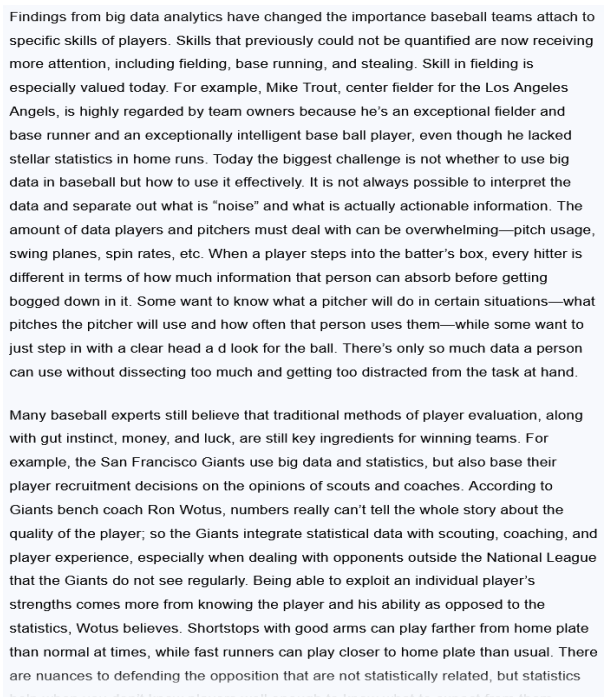 Findings from big data analytics have changed the importance baseball teams attach to
specific skills of players. Skills that previously could not be quantified are now receiving
more attention, including fielding, base running, and stealing. Skill in fielding is
especially valued today. For example, Mike Trout, center fielder for the Los Angeles
Angels, is highly regarded by team owners because he’s an exceptional fielder and
base runner and an exceptionally intelligent base ball player, even though he lacked
stellar statistics in home runs. Today the biggest challenge is not whether to use big
data in baseball but how to use it effectively. It is not always possible to interpret the
data and separate out what is “noise” and what is actually actionable information. The
amount of data players and pitchers must deal with can be overwhelming—pitch usage,
swing planes, spin rates, etc. When a player steps into the batter’s box, every hitter is
different in terms of how much information that person can absorb before getting
bogged down in it. Some want to know what a pitcher will do in certain situations—what
pitches the pitcher will use and how often that person uses them—while some want to
just step in with a clear head a d look for the ball. There’s only so much data a person
can use without dissecting too much and getting too distracted from the task at hand.
Many baseball experts still believe that traditional methods of player evaluation, along
with gut instinct, money, and luck, are still key ingredients for winning teams. For
example, the San Francisco Giants use big data and statistics, but also base their
player recruitment decisions on the opinions of scouts and coaches. According to
Giants bench coach Ron Wotus, numbers really can’t tell the whole story about the
quality of the player; so the Giants integrate statistical data with scouting, coaching, and
player experience, especially when dealing with opponents outside the National League
that the Giants do not see regularly. Being able to exploit an individual player’s
strengths comes more from knowing the player and his ability as opposed to the
statistics, Wotus believes. Shortstops with good arms can play farther from home plate
than normal at times, while fast runners can play closer to home plate than usual. There
are nuances to defending the opposition that are not statistically related, but statistics